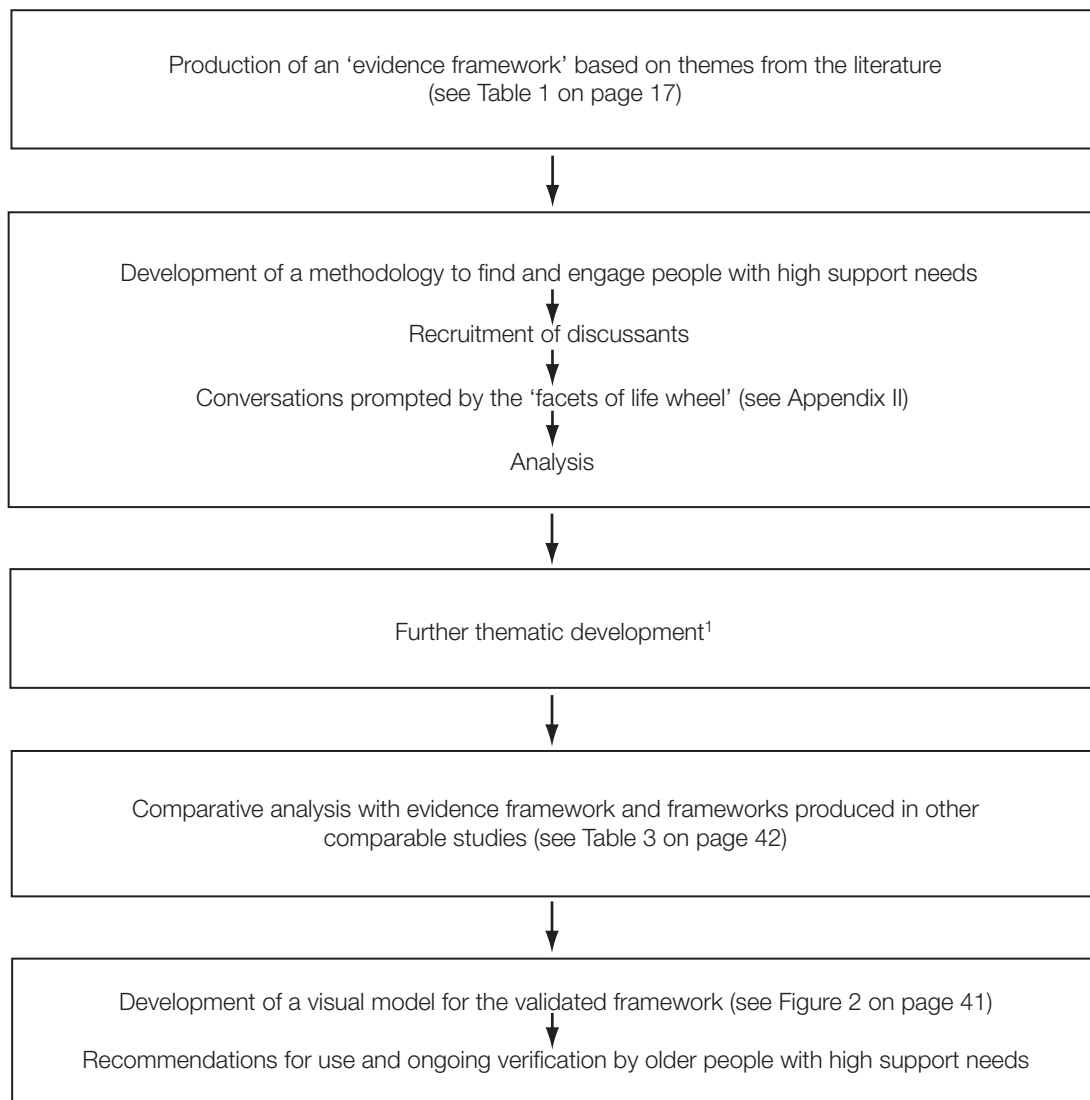 Production of an ‘evidence framework’ based on themes from the literature
(see Table 1 on page 17)
Development of a methodology to find and engage people with high support needs
Recruitment of discussants
Conversations prompted by the ‘facets of life wheel’ (see Appendix II)
Analysis
Further thematic development¹
Comparative analysis with evidence framework and frameworks produced in other
comparable studies (see Table 3 on page 42)
Development of a visual model for the validated framework (see Figure 2 on page 41)
Recommendations for use and ongoing verification by older people with high support needs